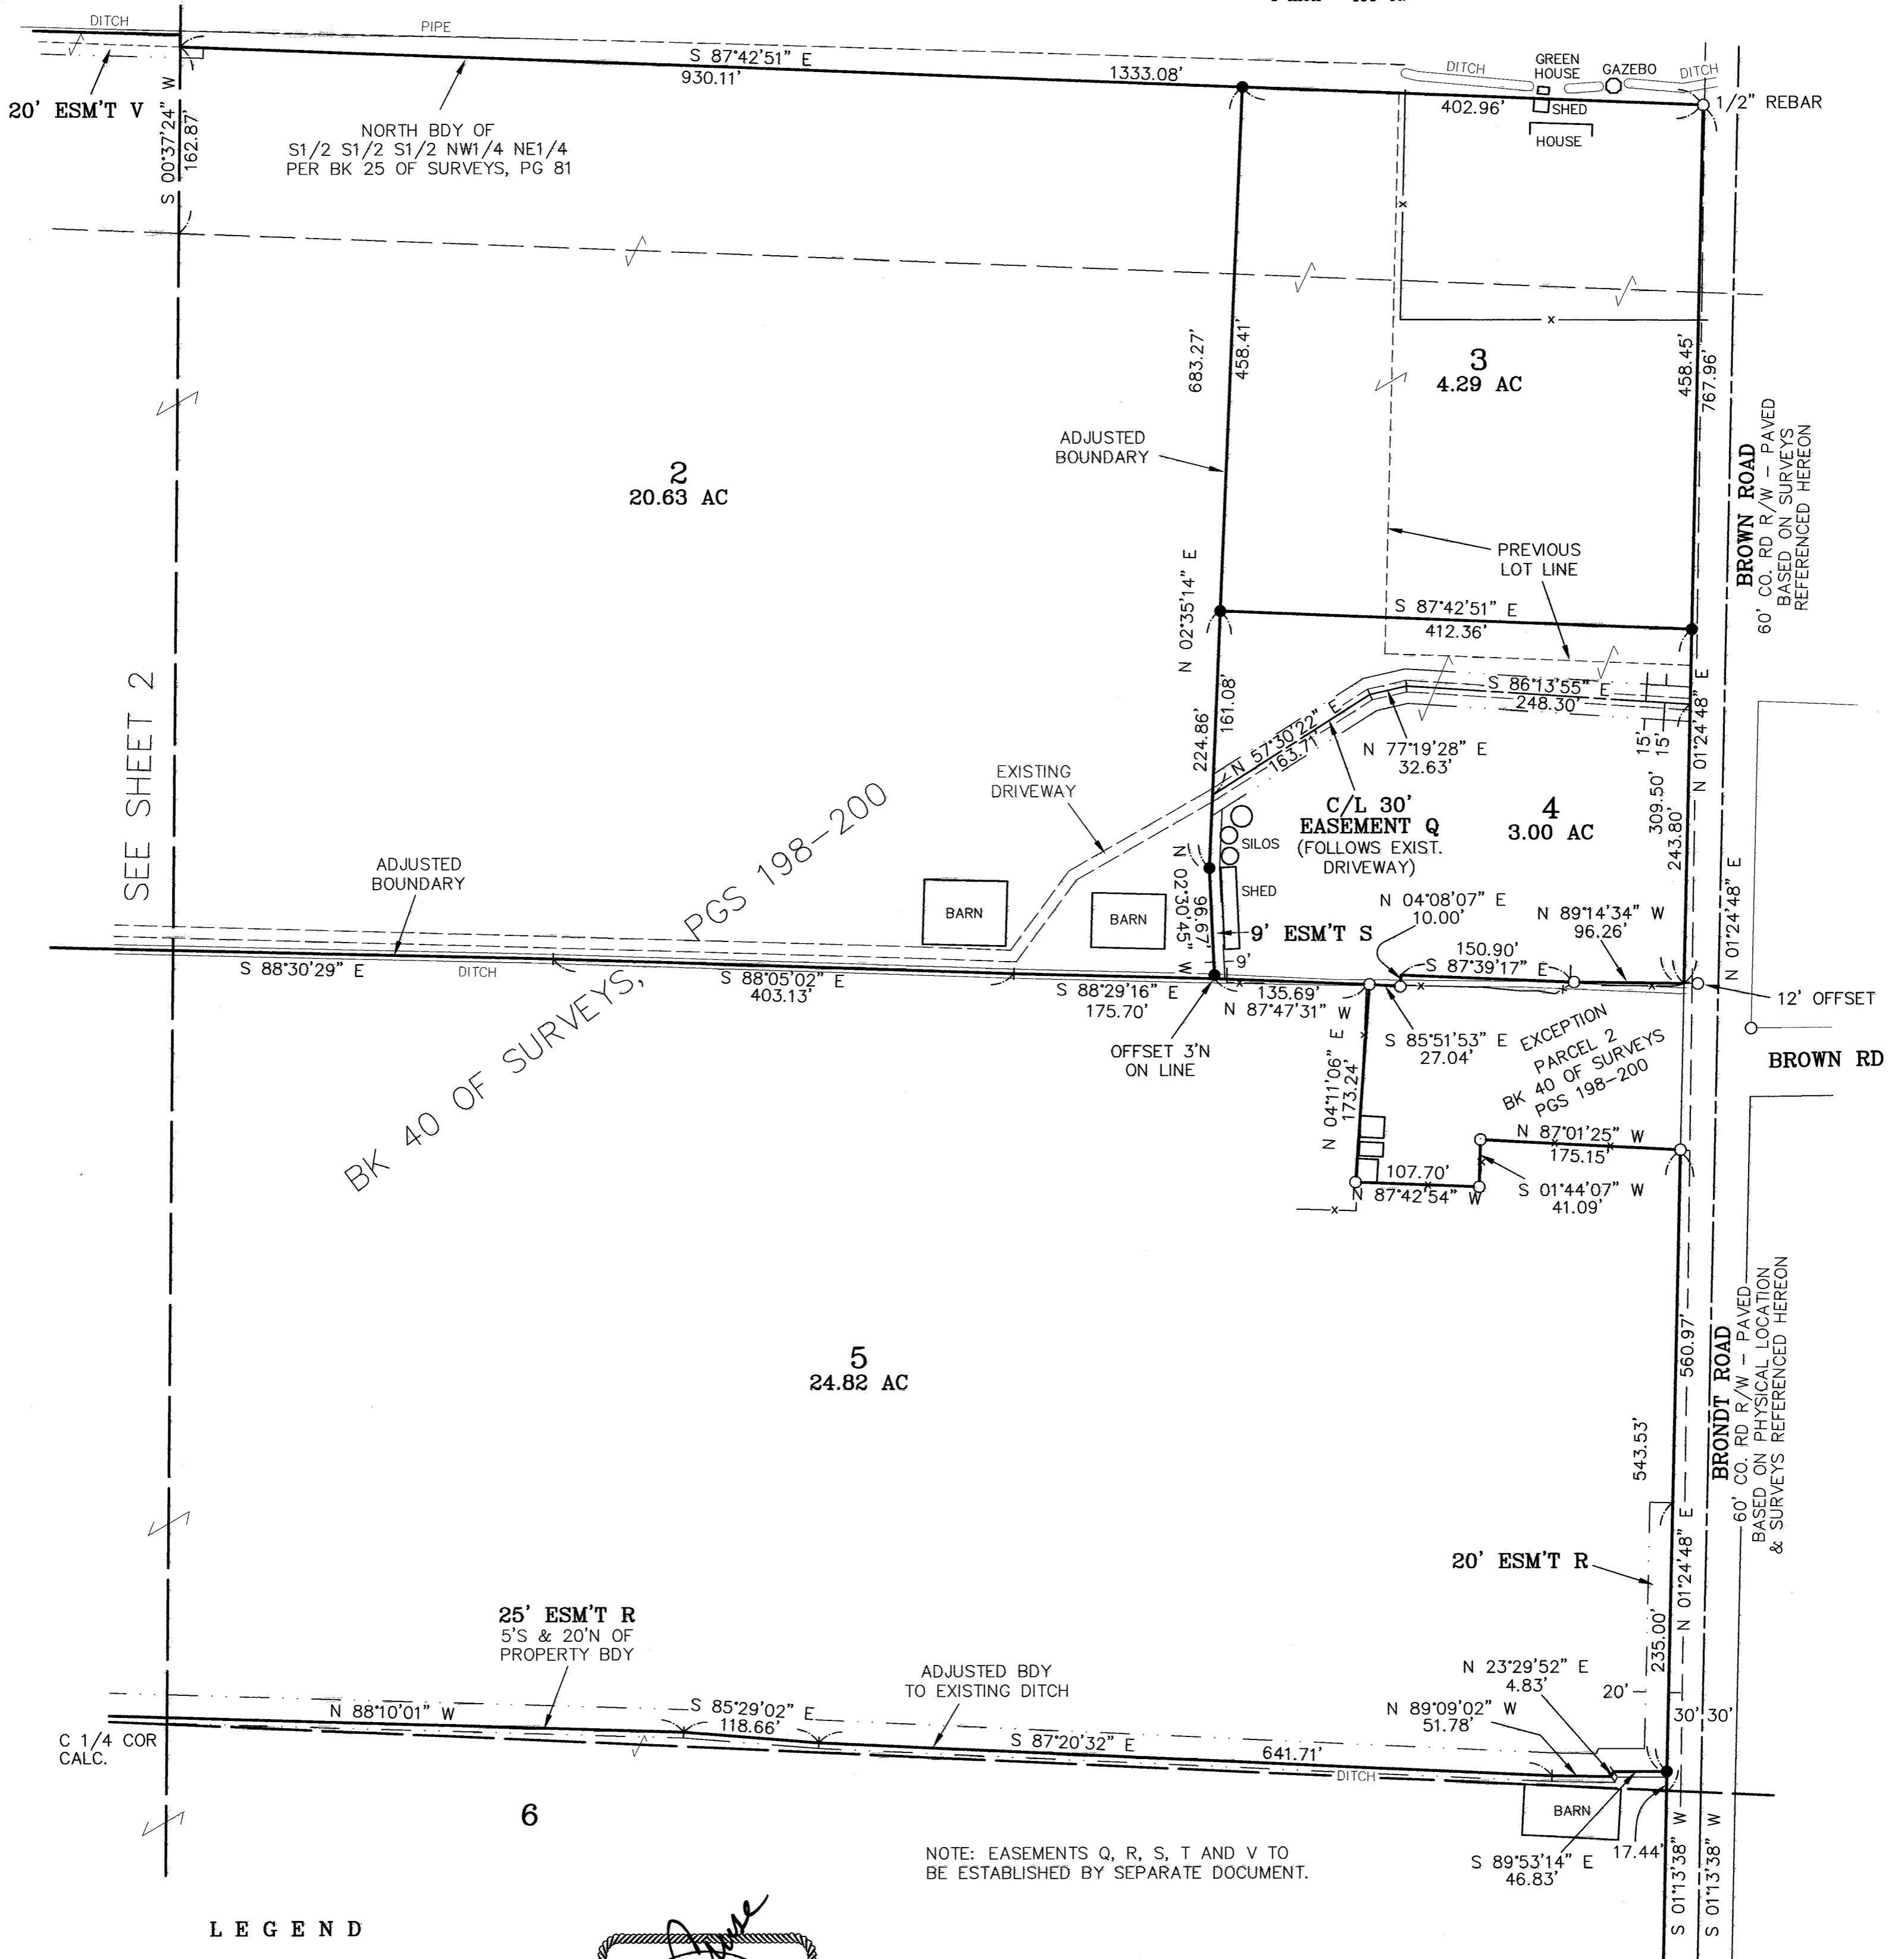 DITCH
PIPE
S 87°42'51" E
930.11'
1333.08'
DITCH
GREEN
HOUSE
GAZEBO
DITCH
402.96'
SHED
HOUSE
1/2" REBAR
20' ESM'T V
S 00°37'24" W
162.87'
NORTH BDY OF
S1/2 S1/2 S1/2 NW1/4 NE1/4
PER BK 25 OF SURVEYS, PG 81
683.27'
458.41'
3
4.29 AC
458.45'
767.96'
ADJUSTED
BOUNDARY
BROWN ROAD
60' CO. RD R/W - PAVED
BASED ON SURVEYS
REFERENCED HEREON
2
20.63 AC
PREVIOUS
LOT LINE
N 02°35'14" E
S 87°42'51" E
412.36'
SEE SHEET 2
224.86'
161.08'
N 57°30'22" E
163.71'
S 86°13'55" E
248.30'
N 77°19'28" E
32.63'
15'
15'
N 01°24'48" E
EXISTING
DRIVEWAY
C/L 30'
EASEMENT Q
(FOLLOWS EXIST.
DRIVEWAY)
4
3.00 AC
309.50'
243.80'
SILOS
SHED
N 01°24'48" E
ADJUSTED
BOUNDARY
BARN
BARN
N 02°30'45" W
96.67'
9' ESM'T S
9'
N 04°08'07" E
10.00'
N 89°14'34" W
96.26'
150.90'
S 87°39'17" E
S 88°30'29" E
DITCH
S 88°05'02" E
403.13'
S 88°29'16" E
175.70'
135.69'
N 87°47'31" W
12' OFFSET
BK 40 OF SURVEYS, PGS 198-200
OFFSET 3'N
ON LINE
S 85°51'53" E
27.04'
EXCEPTION
PARCEL 2
BK 40 OF SURVEYS
PGS 198-200
BROWN RD
N 04°11'06" E
173.24'
N 87°01'25" W
175.15'
107.70'
N 87°42'54" W
S 01°44'07" W
41.09'
5
24.82 AC
560.97'
543.53'
BRONDT ROAD
60' CO. RD R/W - PAVED
BASED ON PHYSICAL LOCATION
& SURVEYS REFERENCED HEREON
20' ESM'T R
N 01°24'48" E
235.00'
25' ESM'T R
5'S & 20'N OF
PROPERTY BDY
ADJUSTED BDY
TO EXISTING DITCH
N 23°29'52" E
4.83'
20'
N 89°09'02" W
51.78'
30'
30'
C 1/4 COR
CALC.
N 88°10'01" W
S 85°29'02" E
118.66'
S 87°20'32" E
641.71'
DITCH
BARN
6
NOTE: EASEMENTS Q, R, S, T AND V TO
BE ESTABLISHED BY SEPARATE DOCUMENT.
S 89°53'14" E
46.83'
17.44'
S 01°13'38" W
S 01°13'38" W
LEGEND